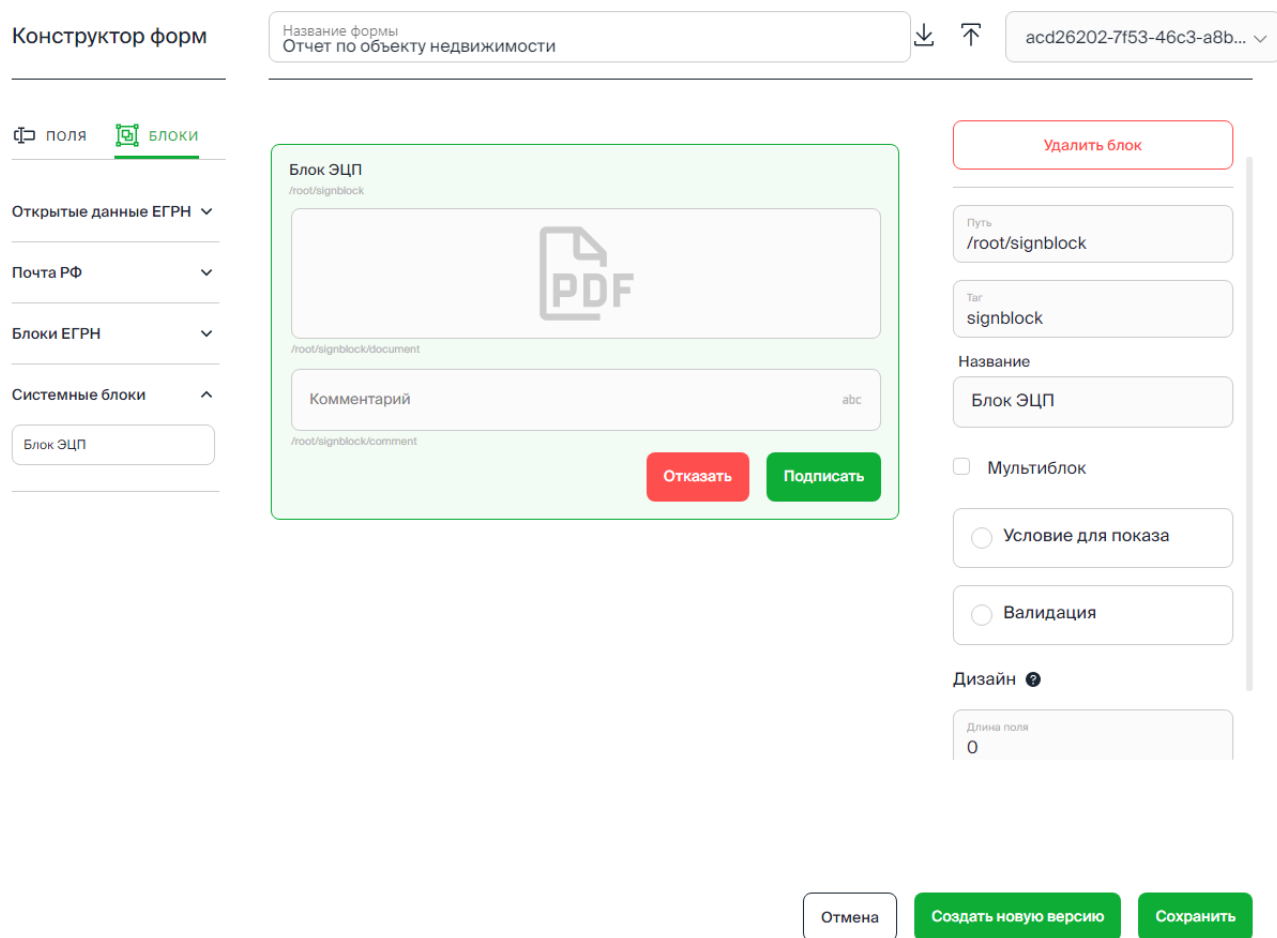 Конструктор форм
Название формы
Отчет по объекту недвижимости
acd26202-7f53-46c3-a8b...
ПОЛЯ
БЛОКИ
Открытые данные ЕГРН
Почта РФ
Блоки ЕГРН
Системные блоки
Блок ЭЦП
Блок ЭЦП
/root/signblock
PDF
/root/signblock/document
Комментарий
abc
/root/signblock/comment
Отказать
Подписать
Удалить блок
Путь
/root/signblock
Таг
signblock
Название
Блок ЭЦП
Мультиблок
Условие для показа
Валидация
Дизайн ?
Длина поля
0
Отмена
Создать новую версию
Сохранить